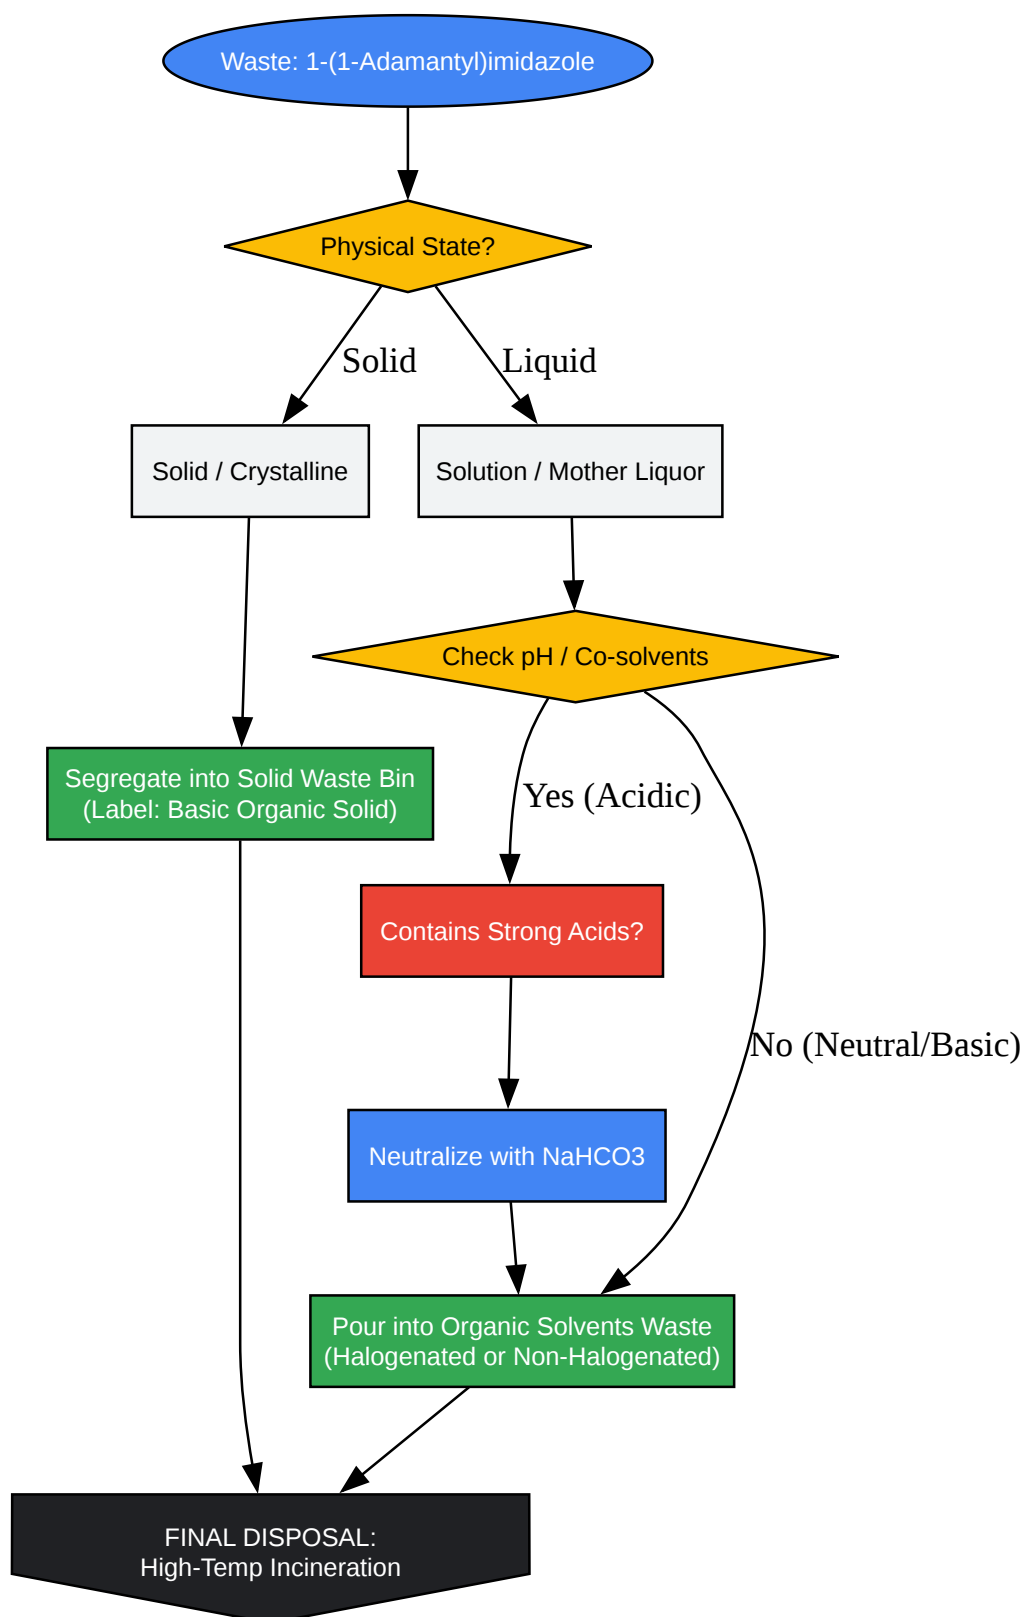 Waste: 1-(1-Adamantyl)imidazole
Physical State?
Solid
Liquid
Solid / Crystalline
Solution / Mother Liquor
Check pH / Co-solvents
Segregate into Solid Waste Bin
(Label: Basic Organic Solid)
Yes (Acidic)
Contains Strong Acids?
No (Neutral/Basic)
Neutralize with NaHCO3
Pour into Organic Solvents Waste
(Halogenated or Non-Halogenated)
FINAL DISPOSAL:
High-Temp Incineration